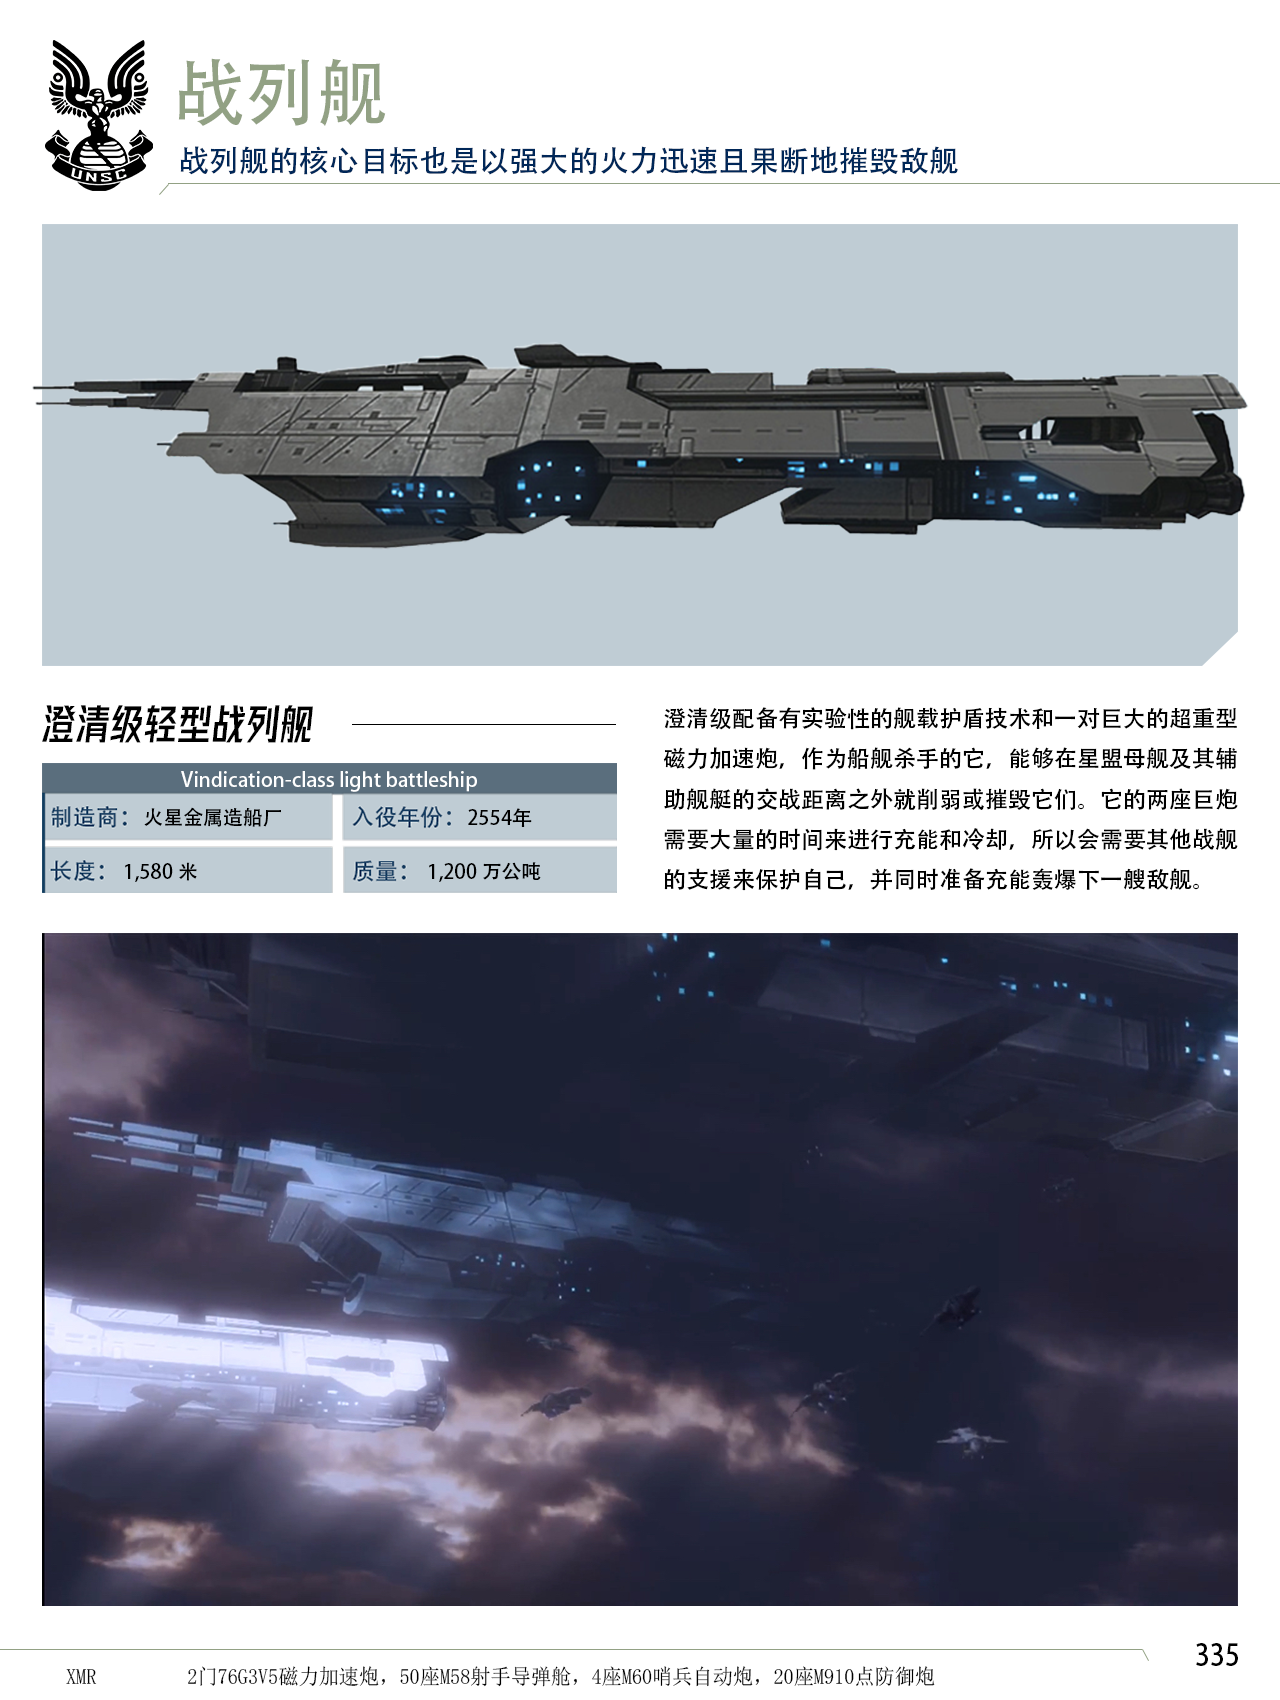 UNSC
战列舰
战列舰的核心目标也是以强大的火力迅速且果断地摧毁敌舰
澄清级轻型战列舰
Vindication-class light battleship
制造商：火星金属造船厂
入役年份：2554年
长度：1,580 米
质量：1,200 万公吨
澄清级配备有实验性的舰载护盾技术和一对巨大的超重型
磁力加速炮，作为船舰杀手的它，能够在星盟母舰及其辅
助舰艇的交战距离之外就削弱或摧毁它们。它的两座巨炮
需要大量的时间来进行充能和冷却，所以会需要其他战舰
的支援来保护自己，并同时准备充能轰爆下一艘敌舰。
335
XMR 2门76G3V5磁力加速炮，50座M58射手导弹舱，4座M60哨兵自动炮，20座M910点防御炮